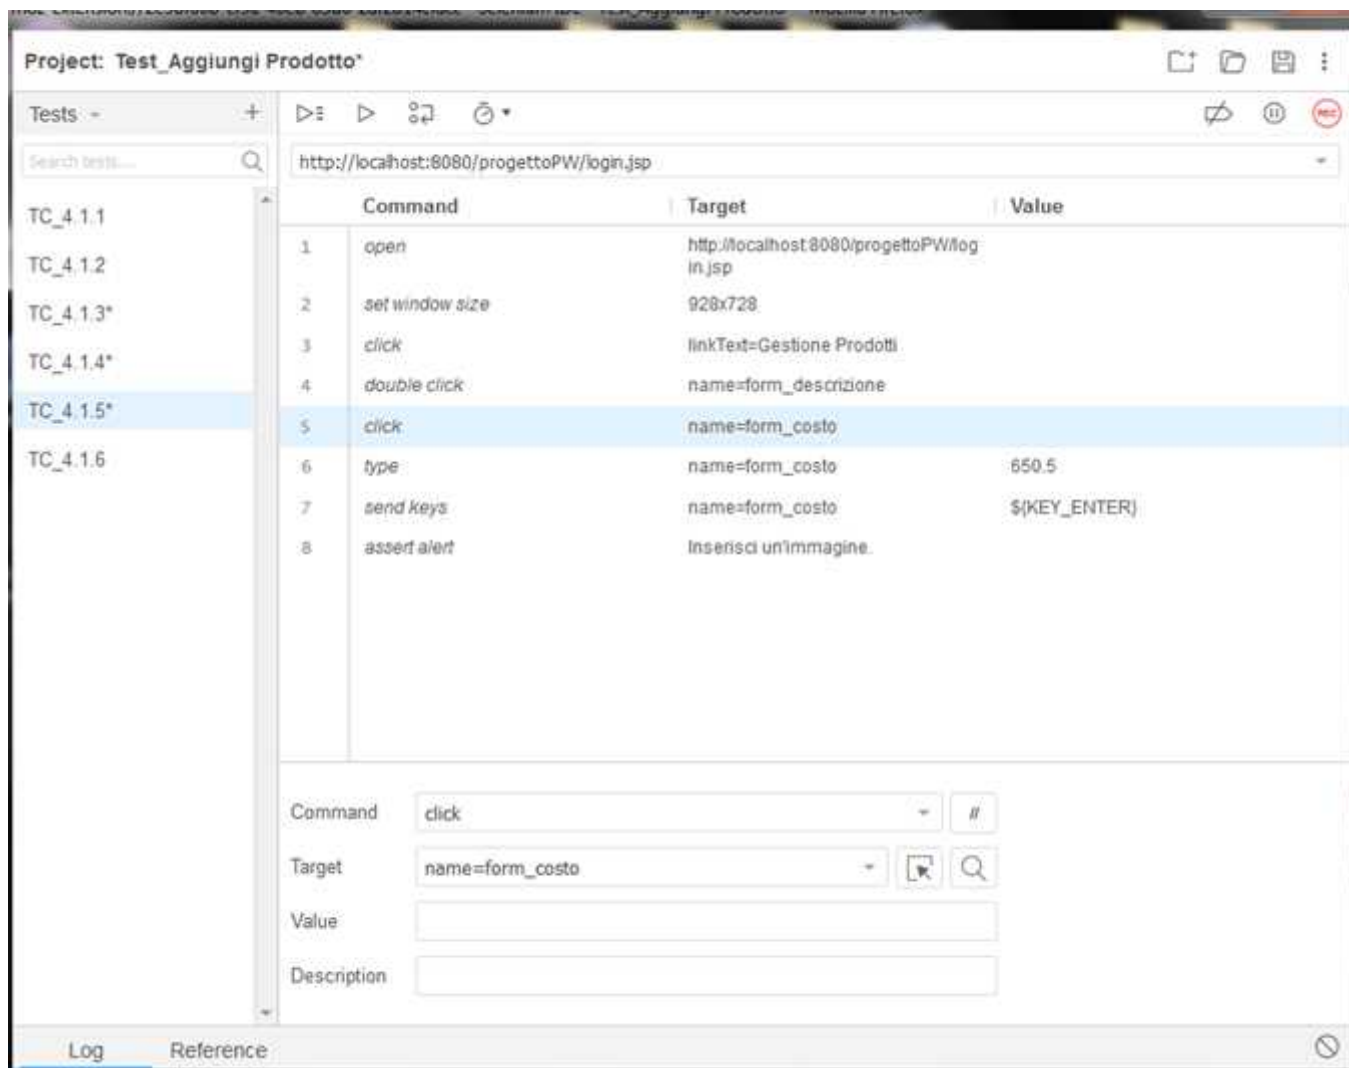 Project: Test_Aggiungi Prodotto*
Tests
Search tests...
REC
http://localhost:8080/progettoPW/login.jsp
TC_4.1.1
TC_4.1.2
TC_4.1.3*
TC_4.1.4*
TC_4.1.5*
TC_4.1.6
Command Target Value
1 open http://localhost:8080/progettoPW/log
in.jsp
2 set window size 928x728
3 click linkText=Gestione Prodotti
4 double click name=form_descrizione
5 click name=form_costo
6 type name=form_costo 650.5
7 send keys name=form_costo ${KEY_ENTER}
8 assert alert Inserisci un'immagine.
Command click //
Target name=form_costo
Value
Description
Log Reference